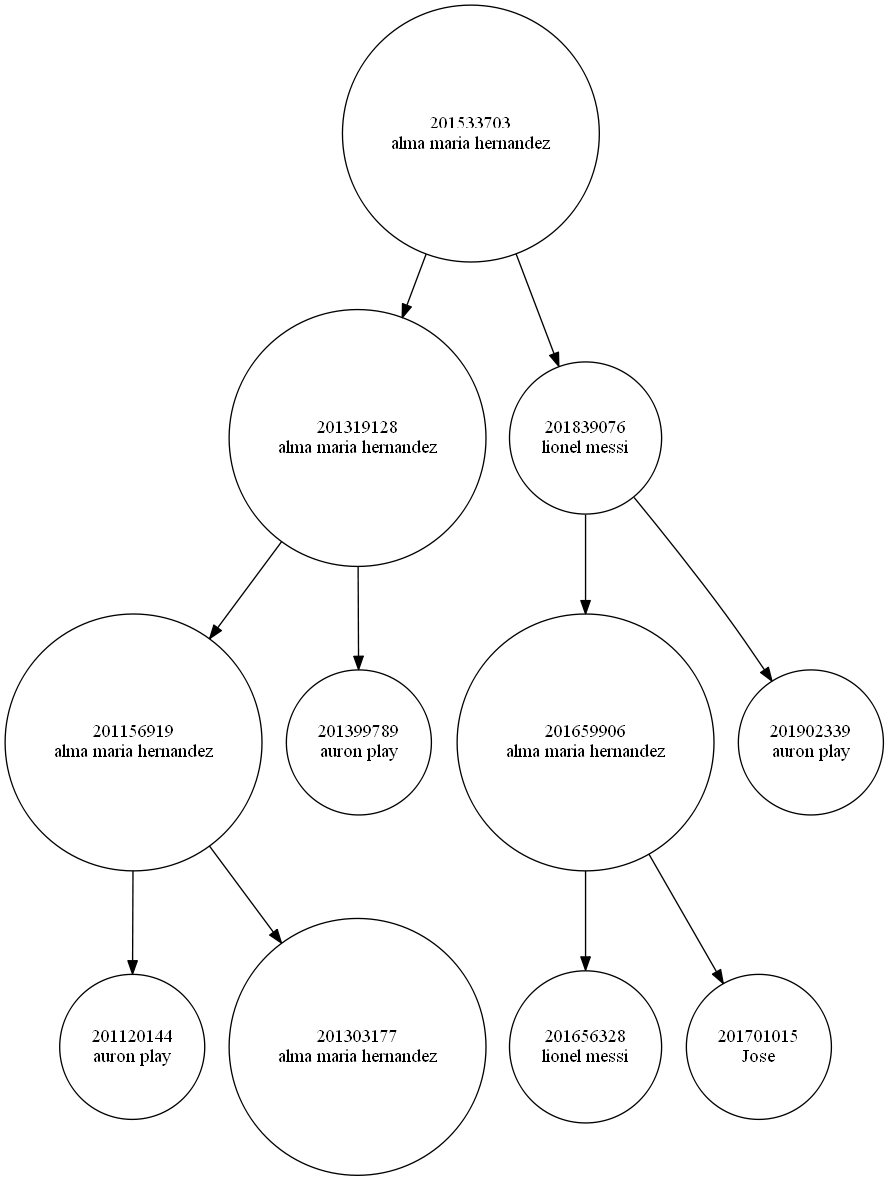 201533703
alma maria hernandez
201319128
alma maria hernandez
201839076
lionel messi
201156919
alma maria hernandez
201399789
auron play
201659906
alma maria hernandez
201902339
auron play
201120144
auron play
201303177
alma maria hernandez
201656328
lionel messi
201701015
Jose